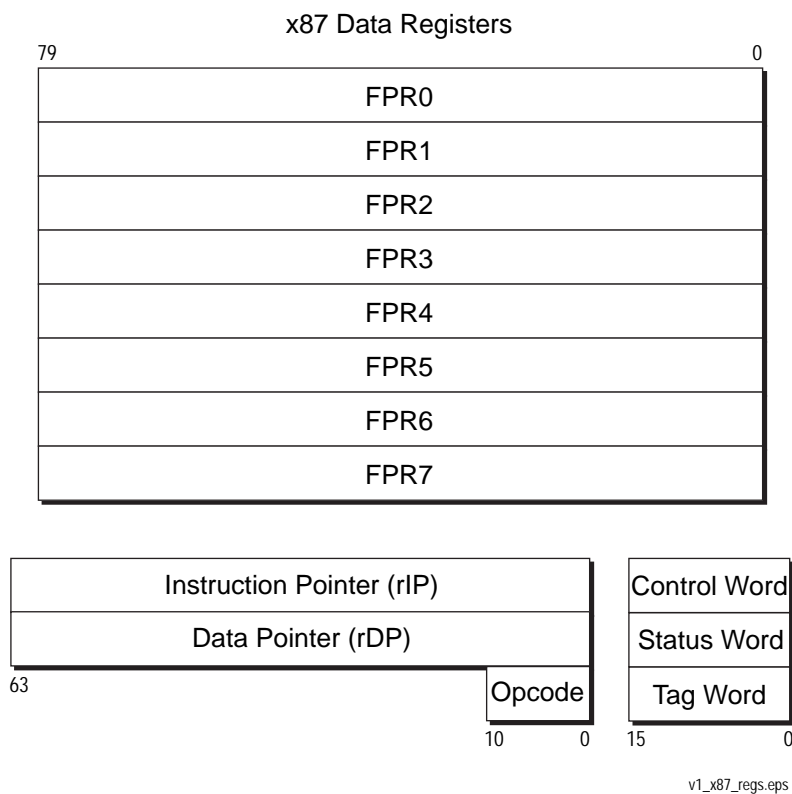 x87 Data Registers
79 0
FPR0
FPR1
FPR2
FPR3
FPR4
FPR5
FPR6
FPR7
Instruction Pointer (rIP) Control Word
Data Pointer (rDP) Status Word
63 Opcode Tag Word
10 0 15 0
v1_x87_regs.eps